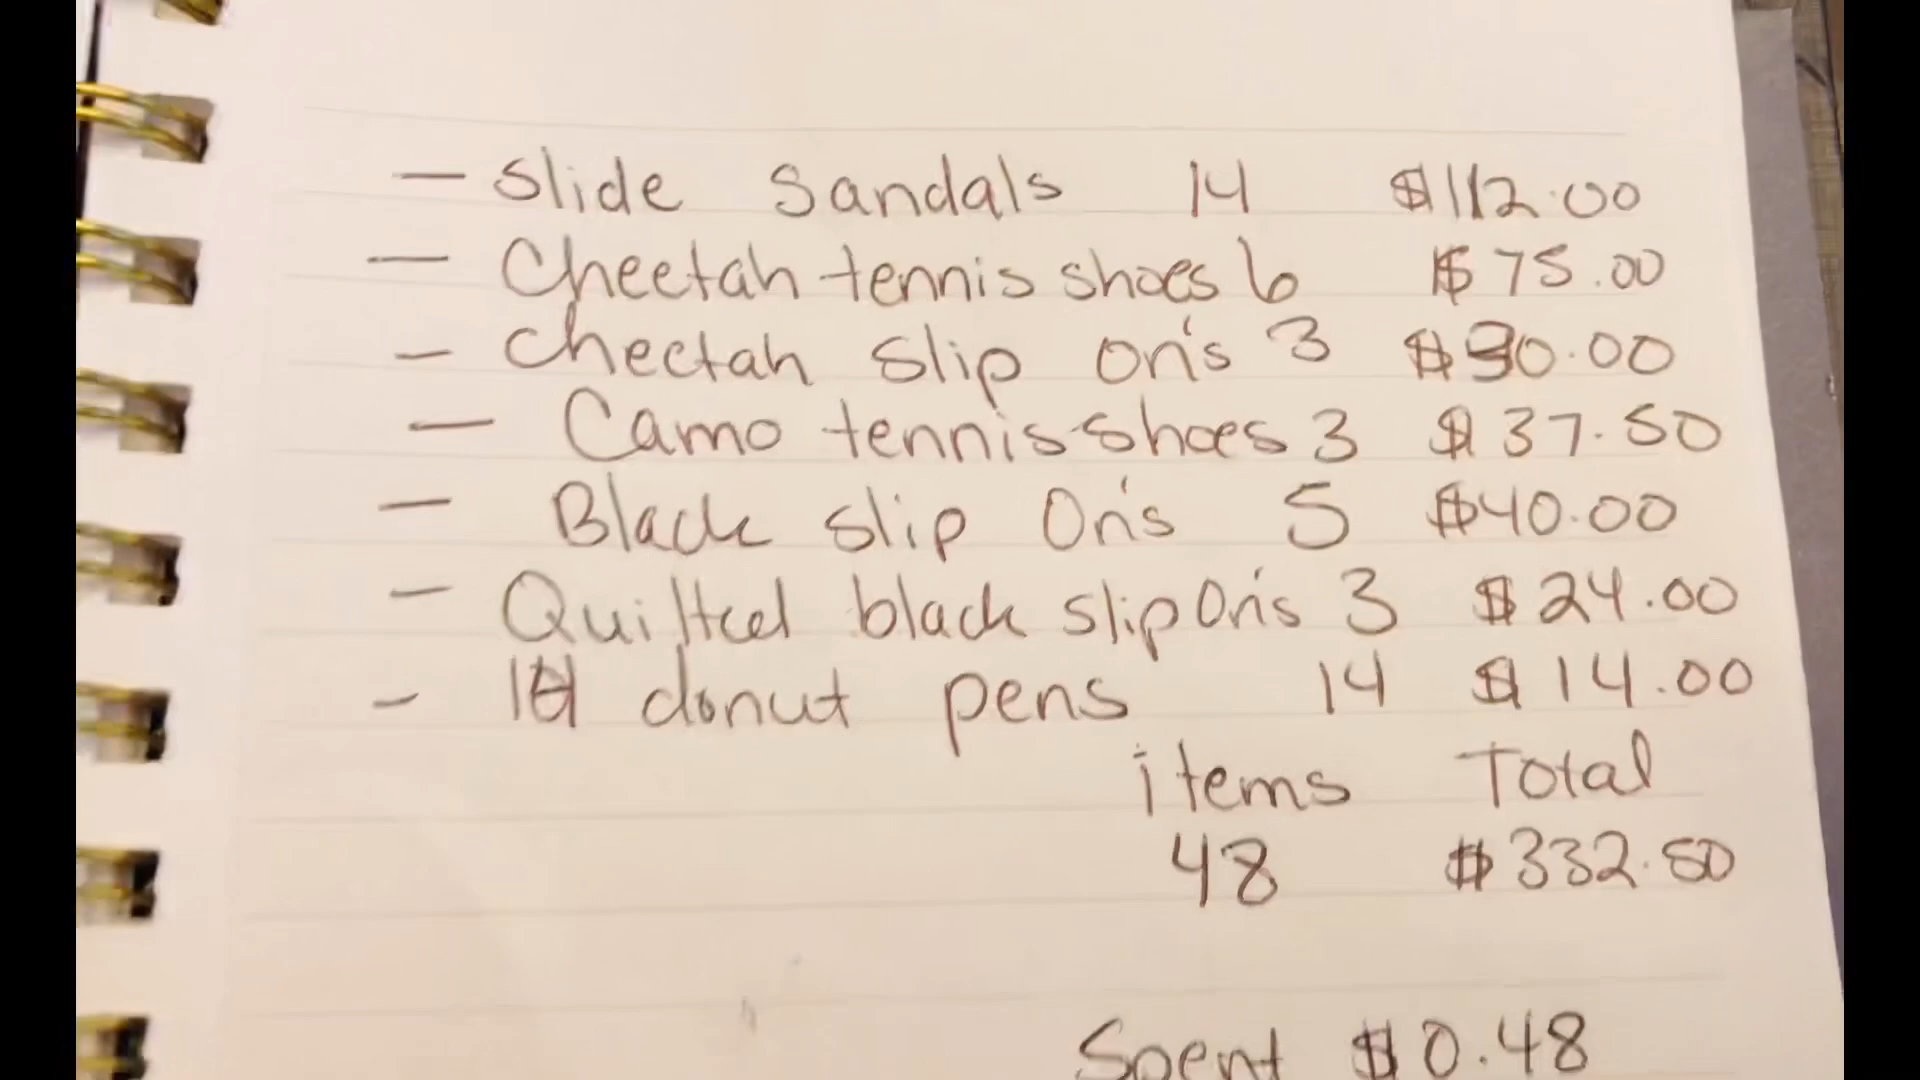 - Slide Sandals 14 $112.00
- Cheetah tennis shoes 6 $75.00
- Cheetah slip on's 3 $30.00
- Camo tennis shoes 3 $37.50
- Black slip On's 5 $40.00
- Quilted black slip On's 3 $24.00
- donut pens 14 $14.00
items Total
48 $332.50
Spent $0.48